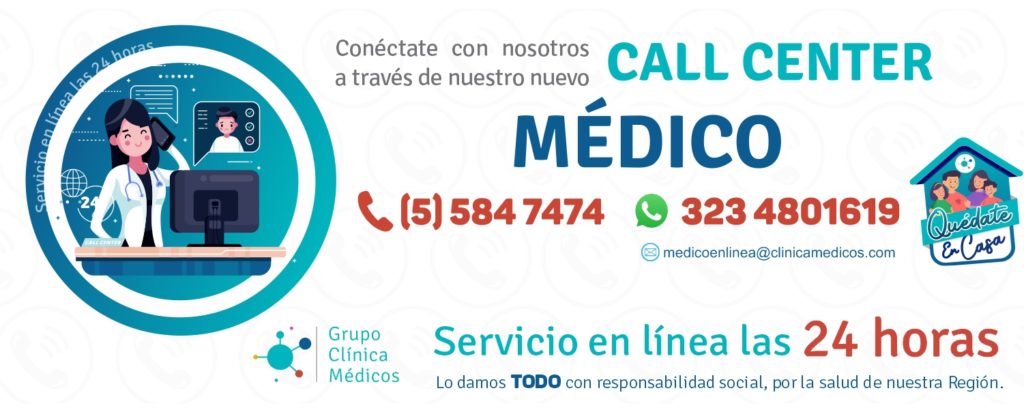 Servicio en línea las 24 horas
24
CALL CENTER
Conéctate con nosotros
a través de nuestro nuevo
CALL CENTER
MÉDICO
(5) 584 7474
323 4801619
medicoenlinea@clinicamedicos.com
Quédate
En Casa
Grupo
Clínica
Médicos
Servicio en línea las 24 horas
Lo damos TODO con responsabilidad social, por la salud de nuestra Región.